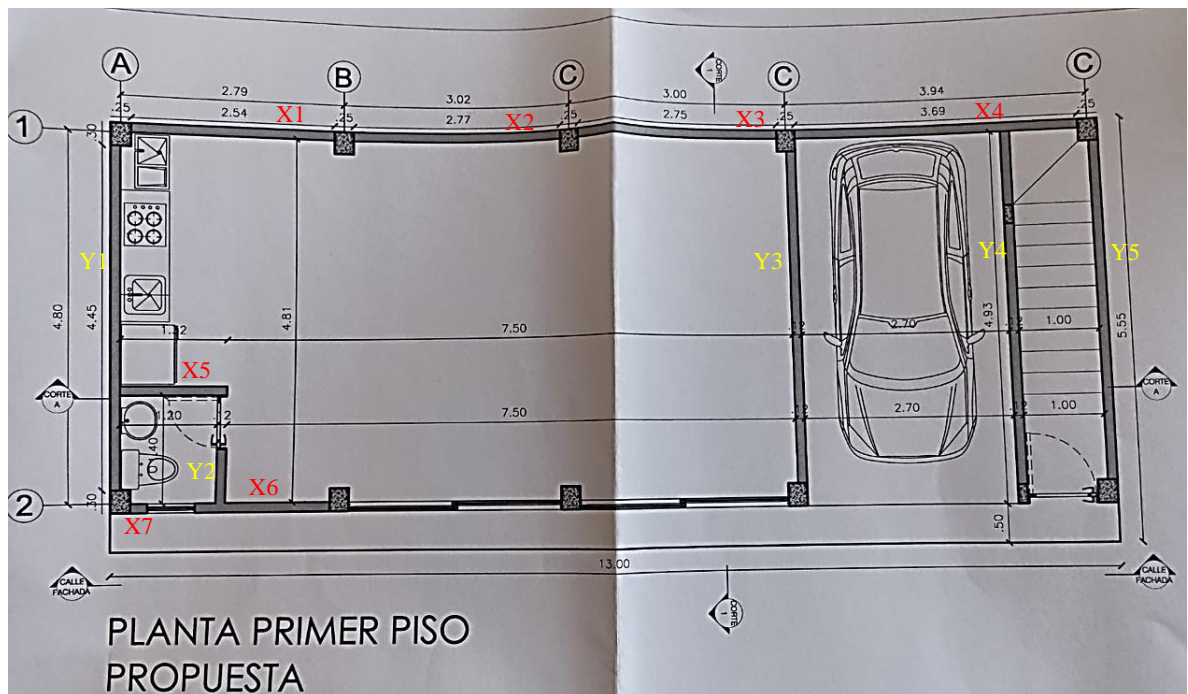 A
B
C
C
C
CORTE
1
2.79
3.02
3.00
3.94
.25
2.54
X1
.25
2.77
X2
.25
2.75
X3
.25
3.69
X4
.25
1
.30
Y1
4.80
4.45
4.81
Y3
Y4
4.93
Y5
5.55
7.50
2.70
1.00
X5
CORTE
A
CORTE
A
1.20
.12
7.50
2.70
1.00
Y2
X6
.30
2
X7
.50
13.00
CALLE
FACHADA
CALLE
FACHADA
CORTE
1
PLANTA PRIMER PISO
PROPUESTA